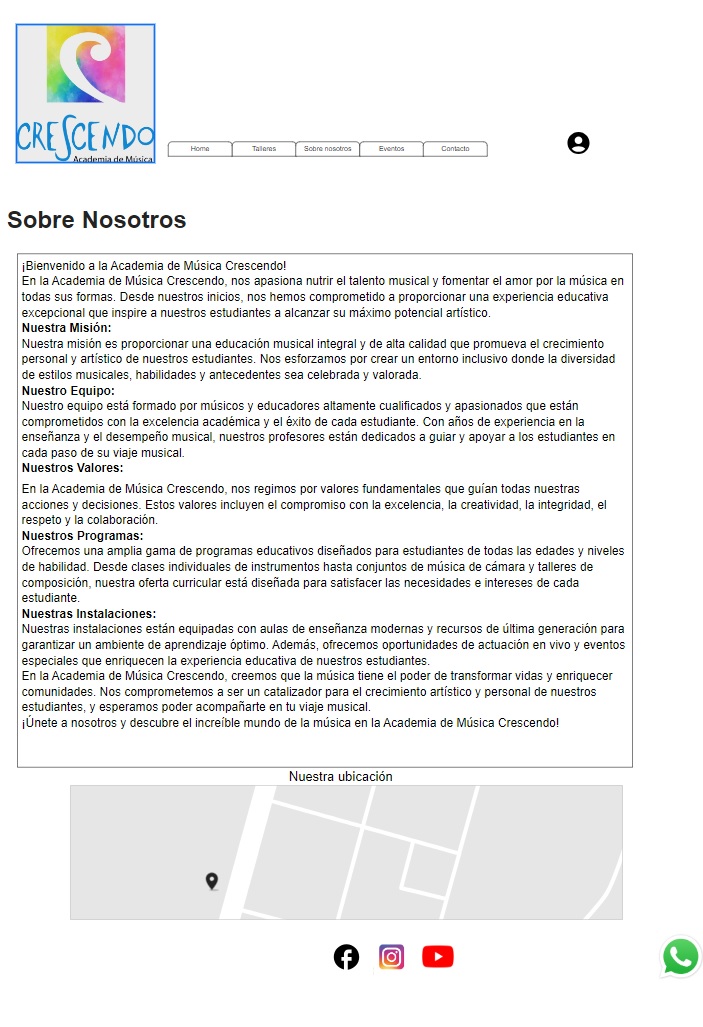 CRESCENDO
Academia de Música
Home
Talleres
Sobre nosotros
Eventos
Contacto
Sobre Nosotros
¡Bienvenido a la Academia de Música Crescendo!
En la Academia de Música Crescendo, nos apasiona nutrir el talento musical y fomentar el amor por la música en
todas sus formas. Desde nuestros inicios, nos hemos comprometido a proporcionar una experiencia educativa
excepcional que inspire a nuestros estudiantes a alcanzar su máximo potencial artístico.
Nuestra Misión:
Nuestra misión es proporcionar una educación musical integral y de alta calidad que promueva el crecimiento
personal y artístico de nuestros estudiantes. Nos esforzamos por crear un entorno inclusivo donde la diversidad
de estilos musicales, habilidades y antecedentes sea celebrada y valorada.
Nuestro Equipo:
Nuestro equipo está formado por músicos y educadores altamente cualificados y apasionados que están
comprometidos con la excelencia académica y el éxito de cada estudiante. Con años de experiencia en la
enseñanza y el desempeño musical, nuestros profesores están dedicados a guiar y apoyar a los estudiantes en
cada paso de su viaje musical.
Nuestros Valores:
En la Academia de Música Crescendo, nos regimos por valores fundamentales que guían todas nuestras
acciones y decisiones. Estos valores incluyen el compromiso con la excelencia, la creatividad, la integridad, el
respeto y la colaboración.
Nuestros Programas:
Ofrecemos una amplia gama de programas educativos diseñados para estudiantes de todas las edades y niveles
de habilidad. Desde clases individuales de instrumentos hasta conjuntos de música de cámara y talleres de
composición, nuestra oferta curricular está diseñada para satisfacer las necesidades e intereses de cada
estudiante.
Nuestras Instalaciones:
Nuestras instalaciones están equipadas con aulas de enseñanza modernas y recursos de última generación para
garantizar un ambiente de aprendizaje óptimo. Además, ofrecemos oportunidades de actuación en vivo y eventos
especiales que enriquecen la experiencia educativa de nuestros estudiantes.
En la Academia de Música Crescendo, creemos que la música tiene el poder de transformar vidas y enriquecer
comunidades. Nos comprometemos a ser un catalizador para el crecimiento artístico y personal de nuestros
estudiantes, y esperamos poder acompañarte en tu viaje musical.
¡Únete a nosotros y descubre el increíble mundo de la música en la Academia de Música Crescendo!
Nuestra ubicación